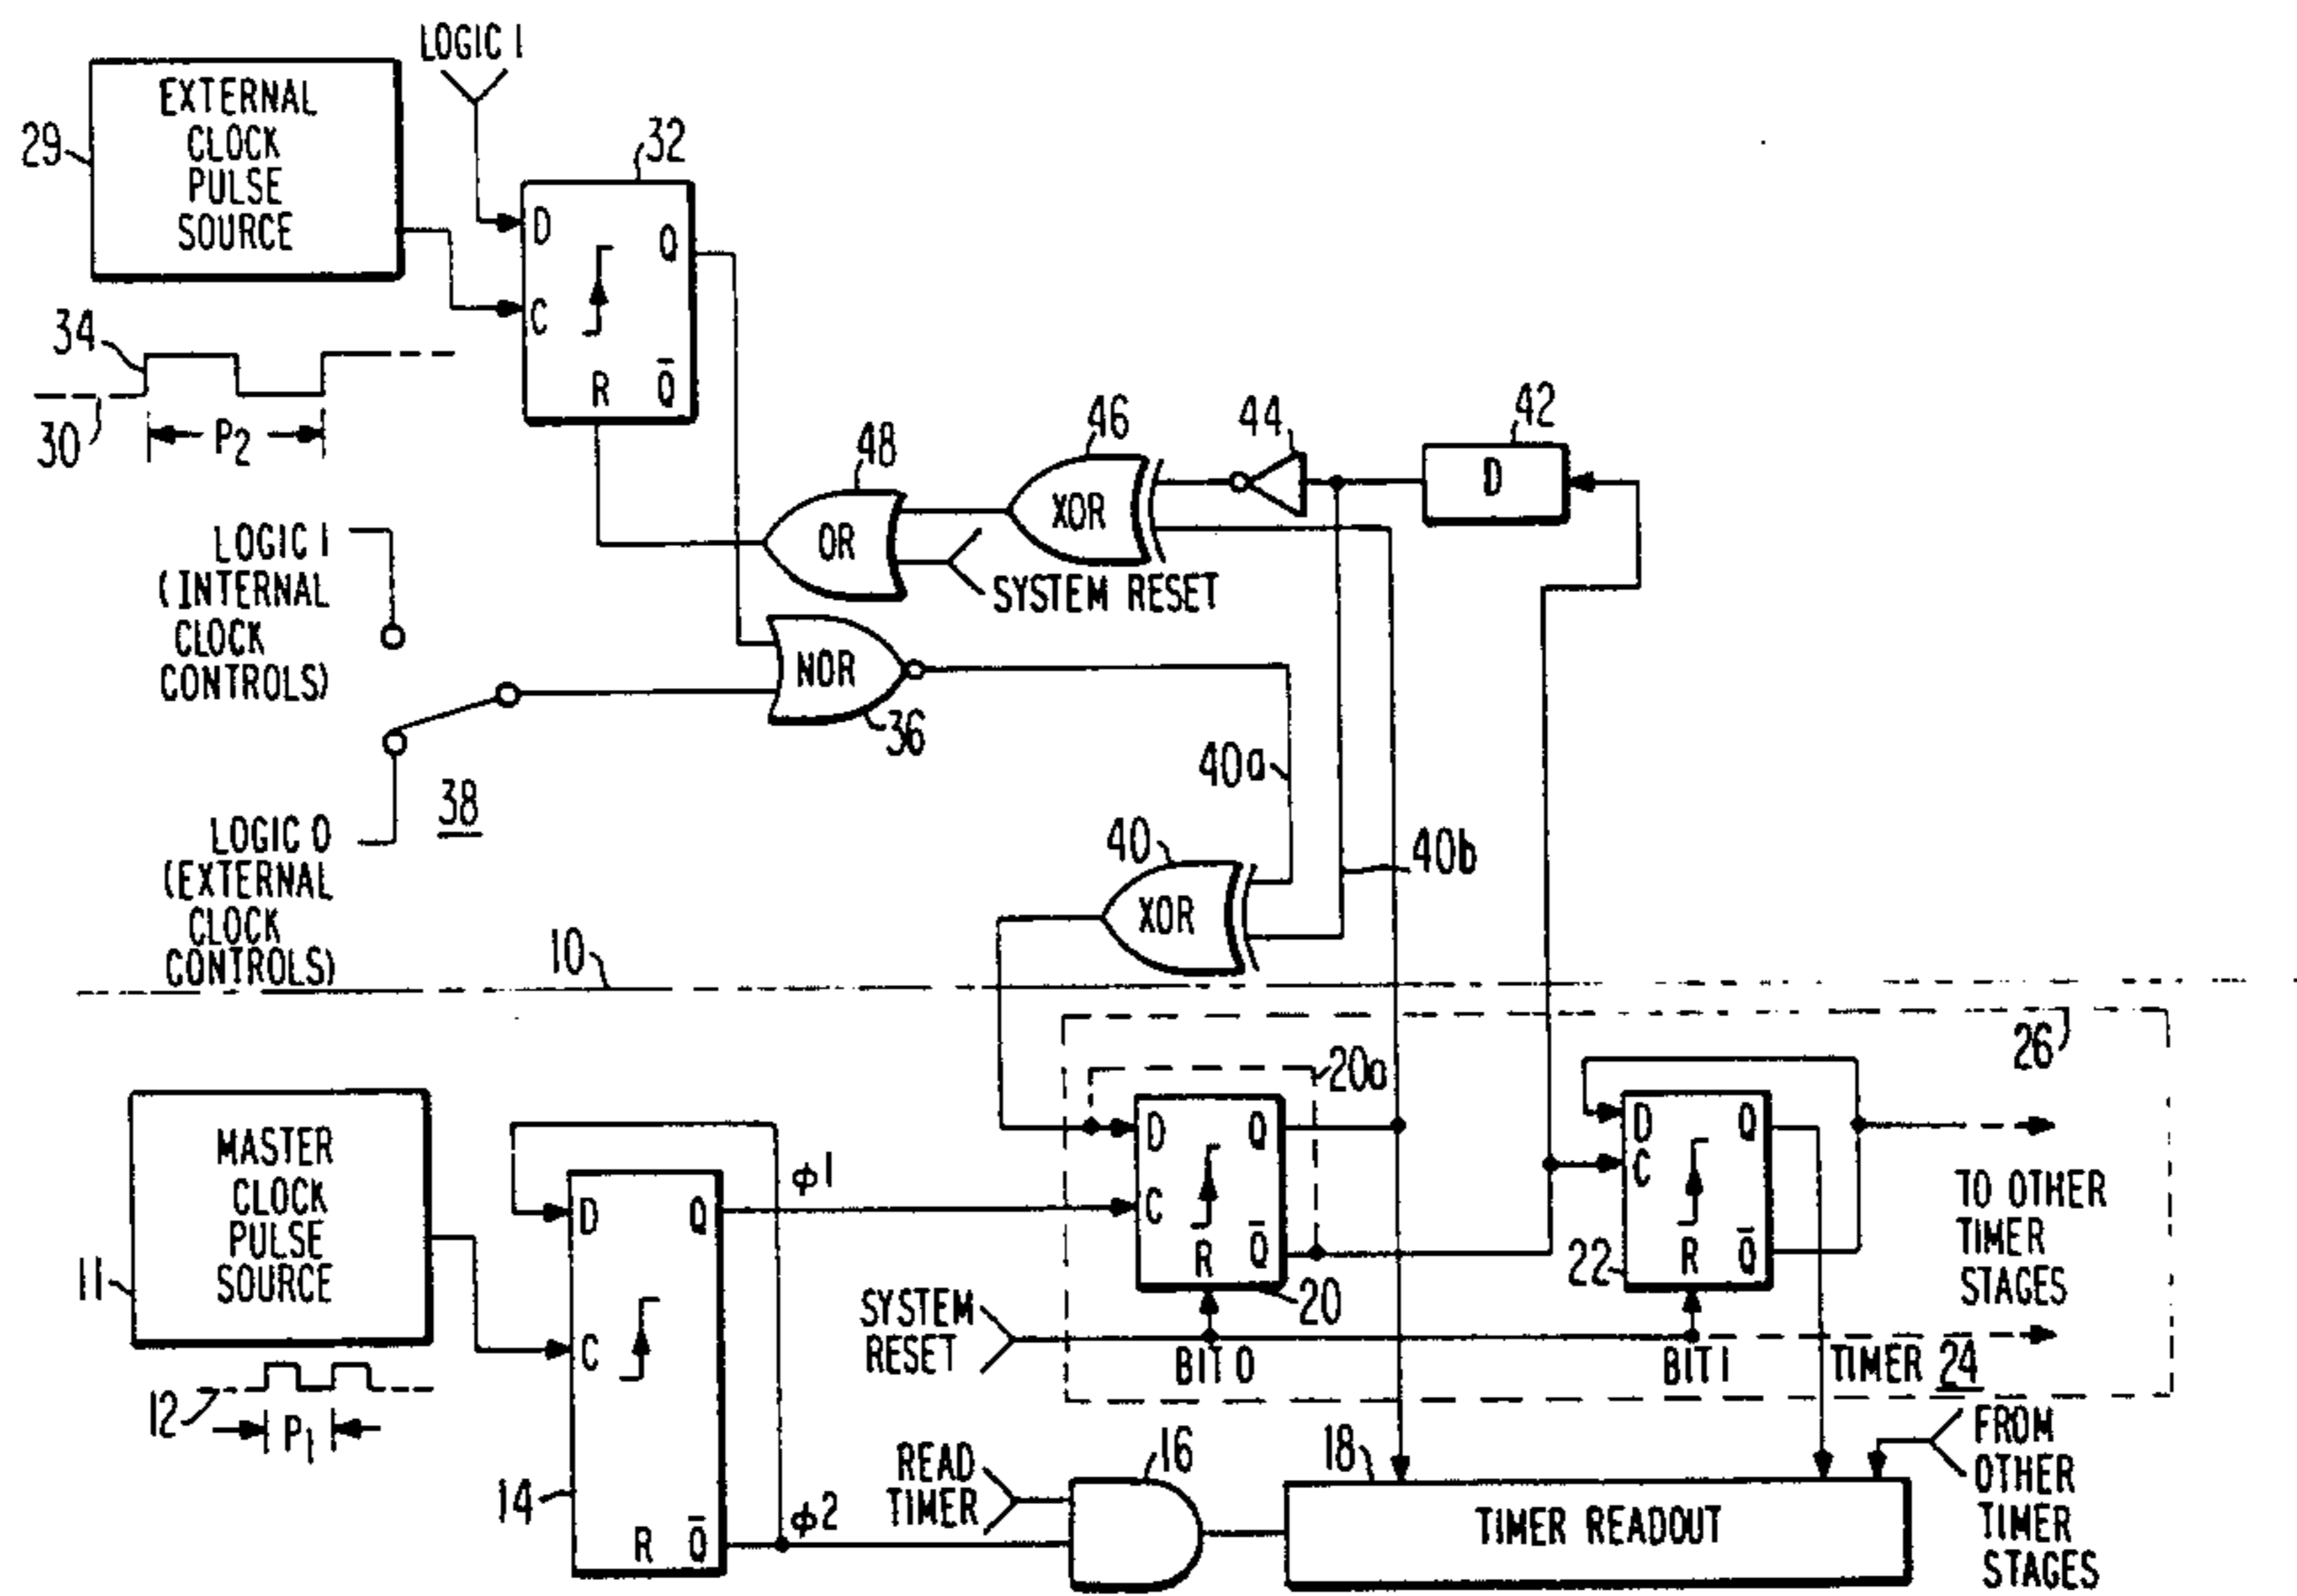 LOGIC 1
EXTERNAL
CLOCK
PULSE
SOURCE
29
32
D
Q
C
R
Q̄
34
30
P2
48
OR
46
XOR
44
42
D
SYSTEM RESET
LOGIC 1
(INTERNAL
CLOCK
CONTROLS)
NOR
36
38
LOGIC 0
(EXTERNAL
CLOCK
CONTROLS)
40a
40
XOR
40b
10
26
20a
MASTER
CLOCK
PULSE
SOURCE
11
12
P1
D
Q
C
R
Q̄
14
ϕ1
ϕ2
D
Q
C
R
Q̄
20
D
Q
C
R
Q̄
22
TO OTHER
TIMER
STAGES
SYSTEM
RESET
BIT 0
BIT 1
TIMER 24
READ
TIMER
16
18
TIMER READOUT
FROM
OTHER
TIMER
STAGES